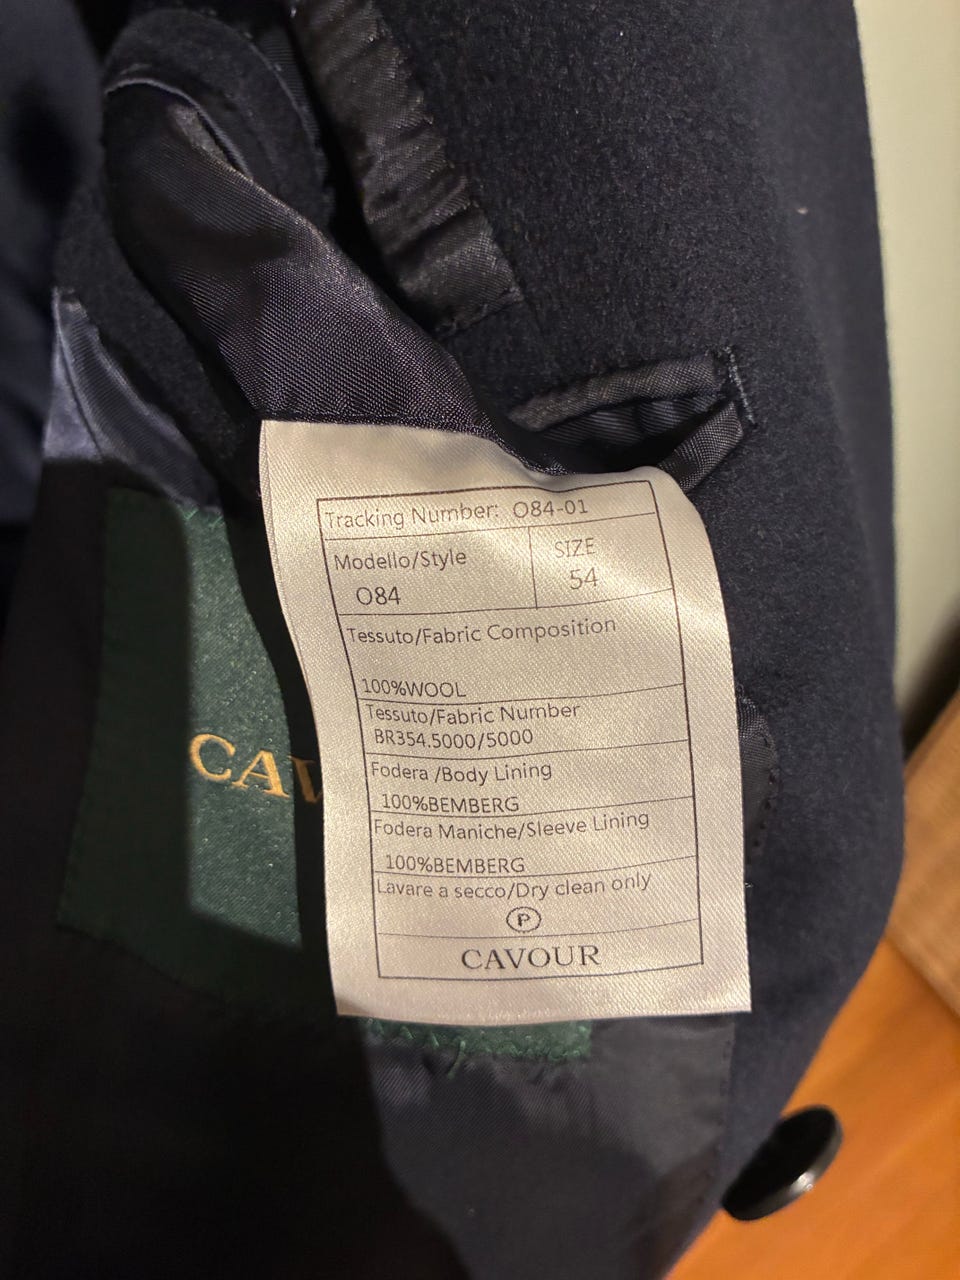 Tracking Number: O84-01
Modello/Style
O84
SIZE
54
Tessuto/Fabric Composition
100%WOOL
Tessuto/Fabric Number
BR354.5000/5000
Fodera /Body Lining
100%BEMBERG
Fodera Maniche/Sleeve Lining
100%BEMBERG
Lavare a secco/Dry clean only
P
CAVOUR
CAV